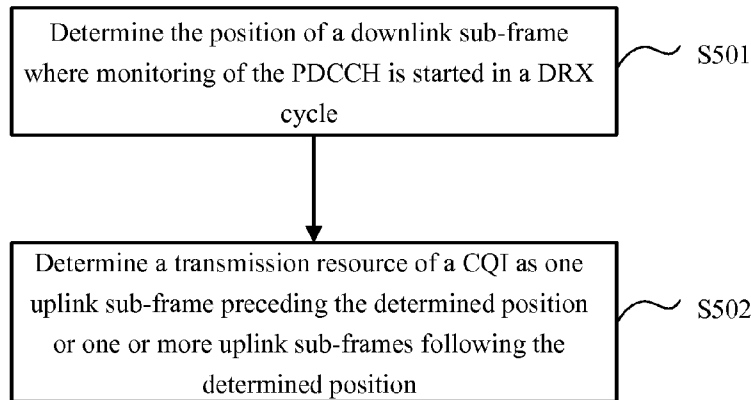 Determine the position of a downlink sub-frame
where monitoring of the PDCCH is started in a DRX
cycle
S501
Determine a transmission resource of a CQI as one
uplink sub-frame preceding the determined position
or one or more uplink sub-frames following the
determined position
S502